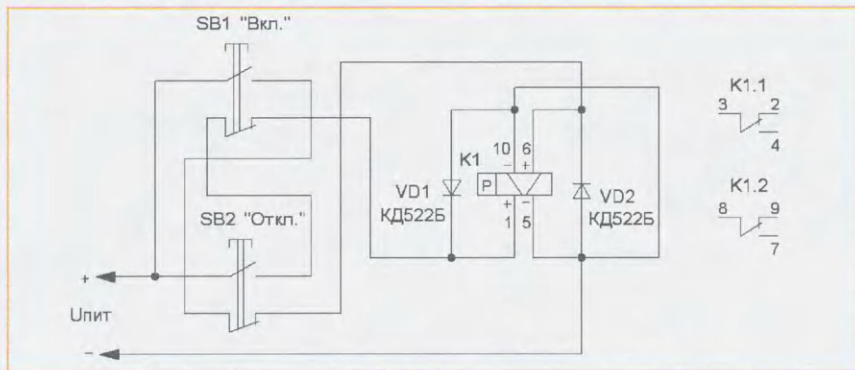 SB1 "Вкл."
K1.1
3 2
4
10 6
K1
- +
P
VD1
КД522Б
+ -
1 5
VD2
КД522Б
K1.2
8 9
7
SB2 "Откл."
+
Uпит
-